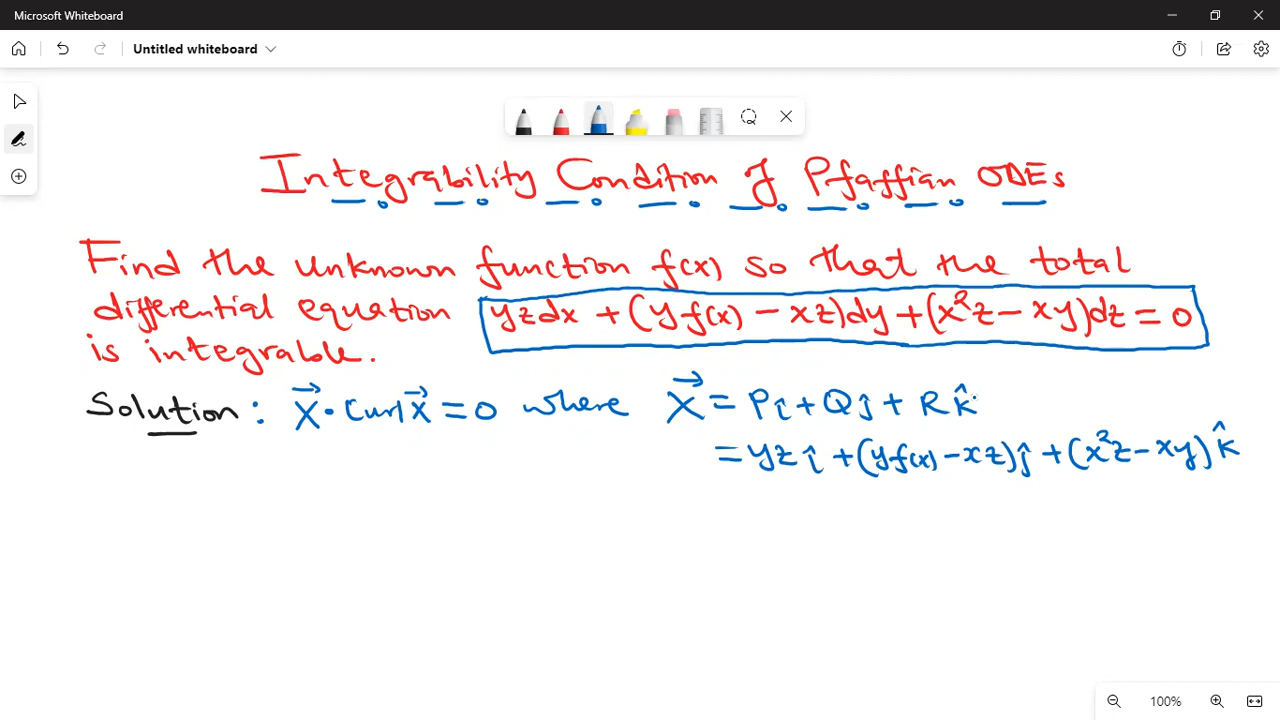 Microsoft Whiteboard
Untitled whiteboard
Integrability Condition of Pfaffian ODEs
Find the unknown function f(x) so that the total
differential equation yzdx + (yf(x) - xz)dy + (x²z - xy)dz = 0
is integrable.
Solution: X⃗ · Curl X⃗ = 0 where X⃗ = Pî + Qĵ + Rk̂
= yz î + (yf(x) - xz)ĵ + (x²z - xy)k̂
100%